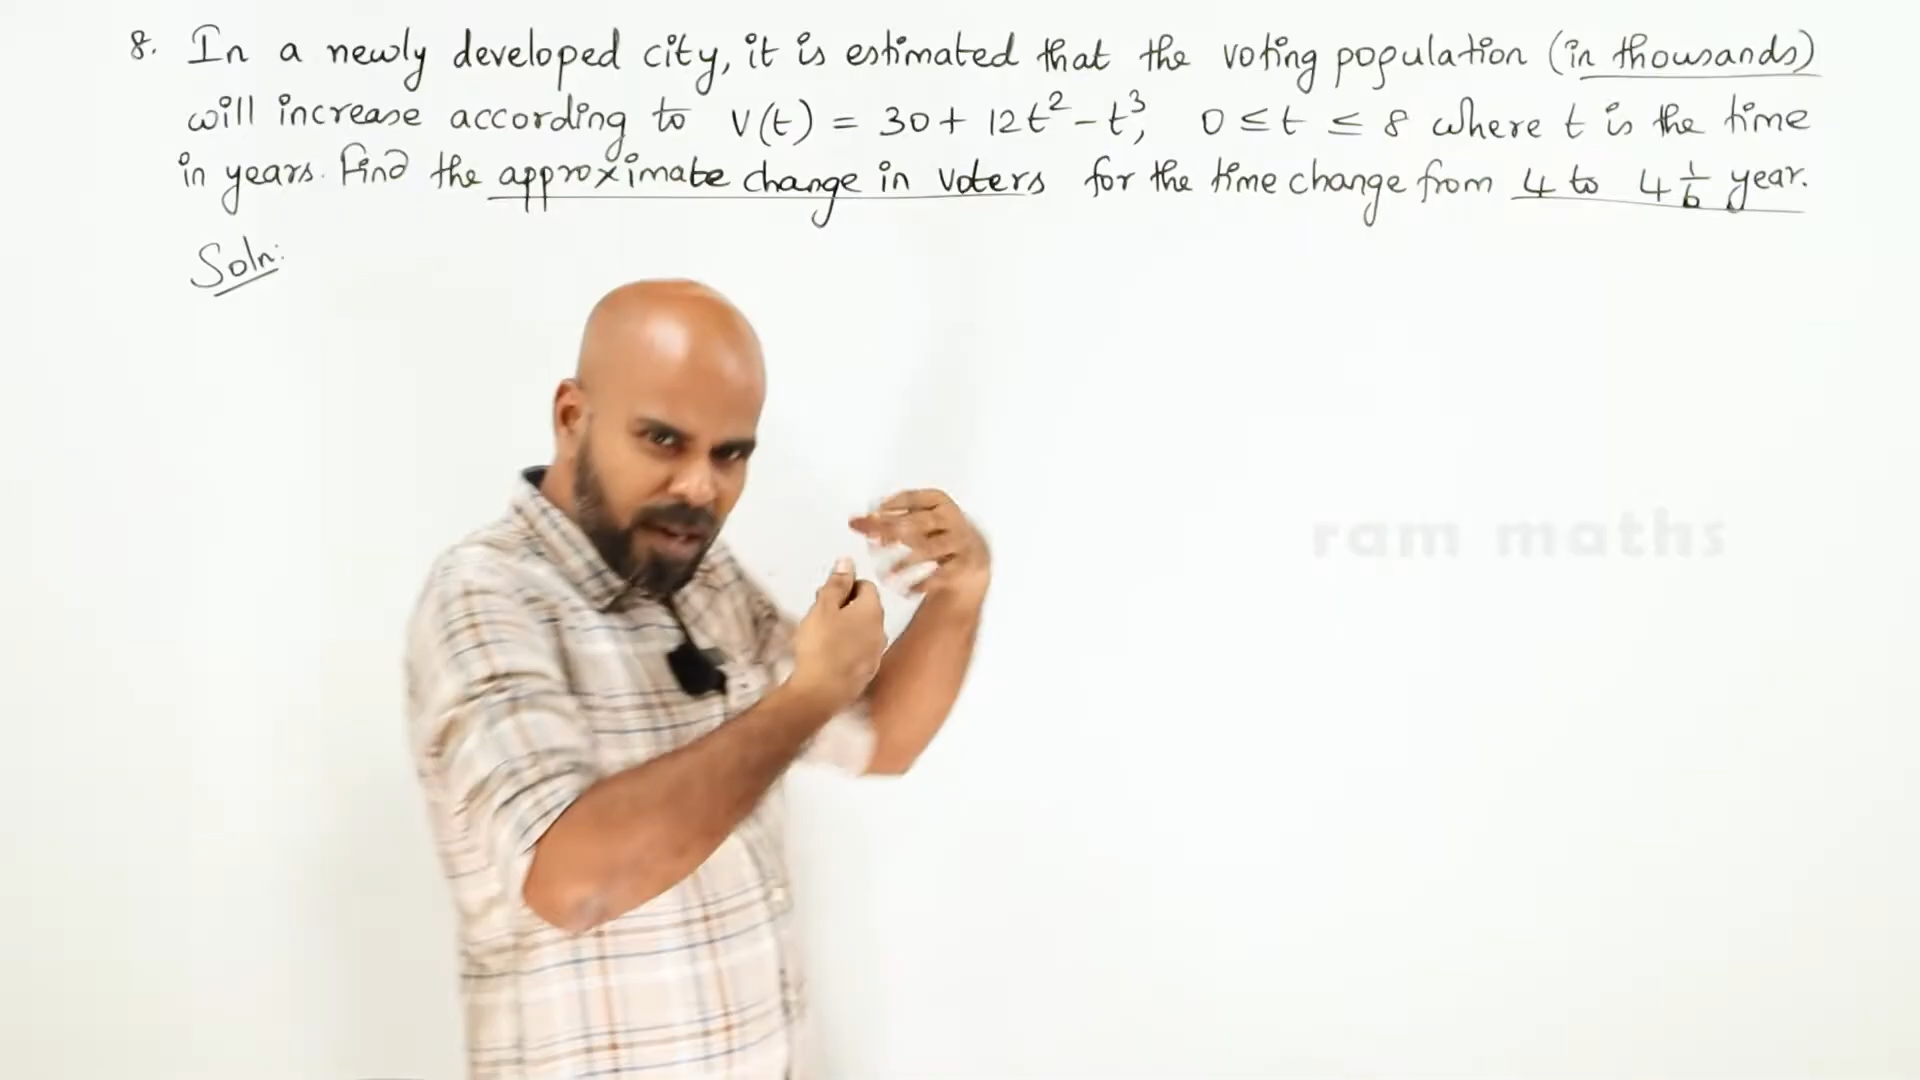 8. In a newly developed city, it is estimated that the voting population (in thousands)
will increase according to V(t) = 30 + 12t² - t³, 0 ≤ t ≤ 8 where t is the time
in years. Find the approximate change in voters for the time change from 4 to 4 1/6 year.
Soln:
ram maths